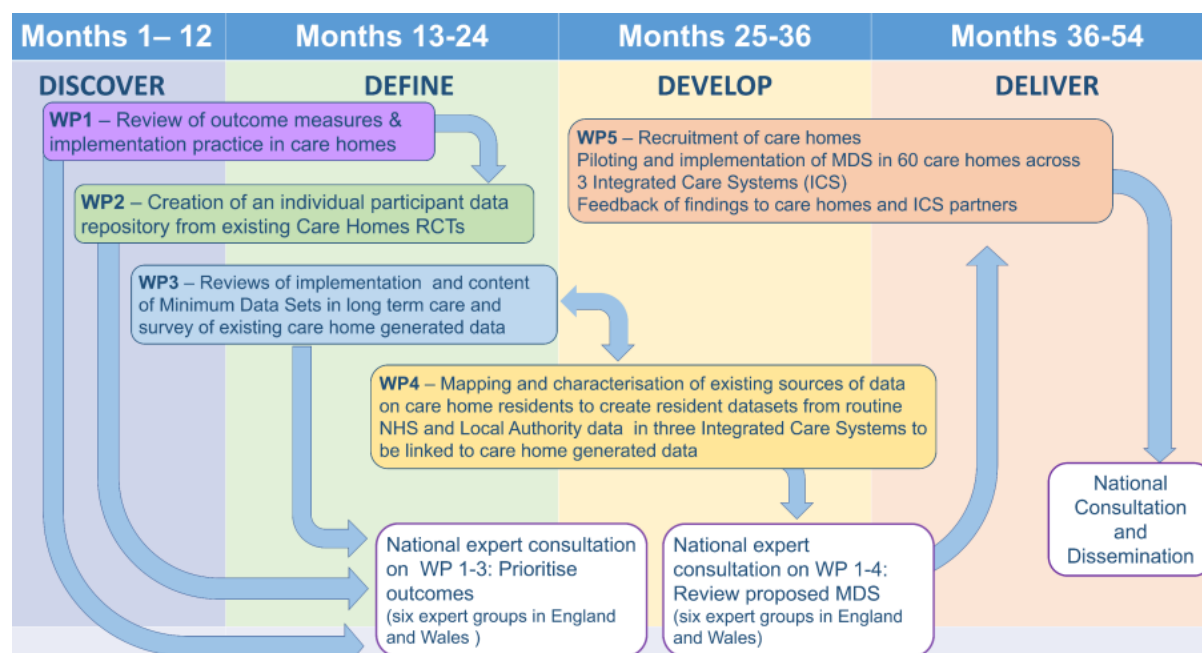 Months 1– 12
Months 13-24
Months 25-36
Months 36-54
DISCOVER
DEFINE
DEVELOP
DELIVER
WP1 – Review of outcome measures &
implementation practice in care homes
WP2 – Creation of an individual participant data
repository from existing Care Homes RCTs
WP3 – Reviews of implementation and content
of Minimum Data Sets in long term care and
survey of existing care home generated data
WP4 – Mapping and characterisation of existing sources of data
on care home residents to create resident datasets from routine
NHS and Local Authority data in three Integrated Care Systems to
be linked to care home generated data
WP5 – Recruitment of care homes
Piloting and implementation of MDS in 60 care homes across
3 Integrated Care Systems (ICS)
Feedback of findings to care homes and ICS partners
National expert consultation
on WP 1-3: Prioritise
outcomes
(six expert groups in England
and Wales )
National expert
consultation on WP 1-4:
Review proposed MDS
(six expert groups in England
and Wales)
National
Consultation
and
Dissemination